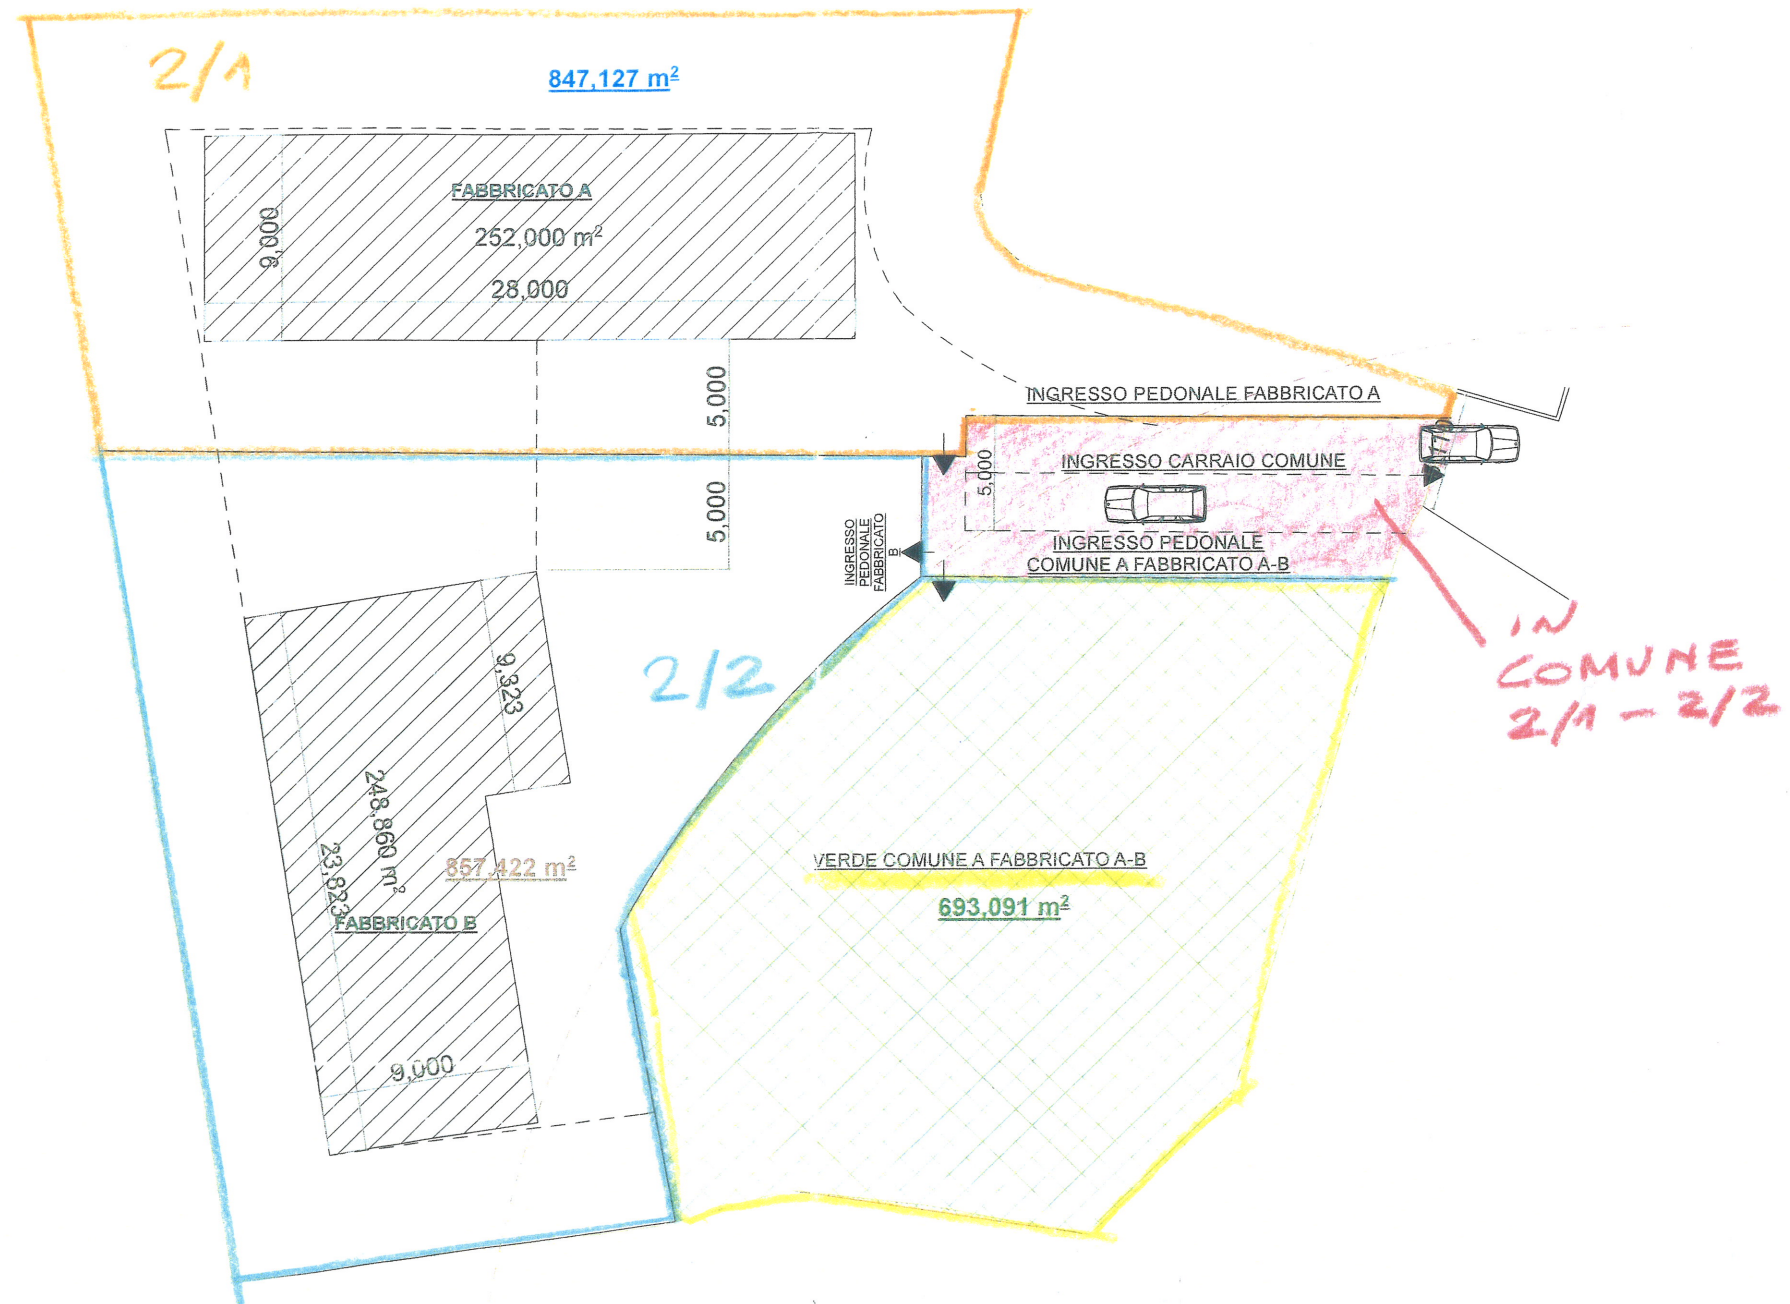 2/1
847,127 m²
FABBRICATO A
252,000 m²
9,000
28,000
5,000
5,000
INGRESSO PEDONALE FABBRICATO A
INGRESSO CARRAIO COMUNE
5,000
INGRESSO
PEDONALE
FABBRICATO
B
INGRESSO PEDONALE
COMUNE A FABBRICATO A-B
IN
COMUNE
2/1 - 2/2
2/2
9,323
248,860 m²
23,823
857,422 m²
FABBRICATO B
9,000
VERDE COMUNE A FABBRICATO A-B
693,091 m²